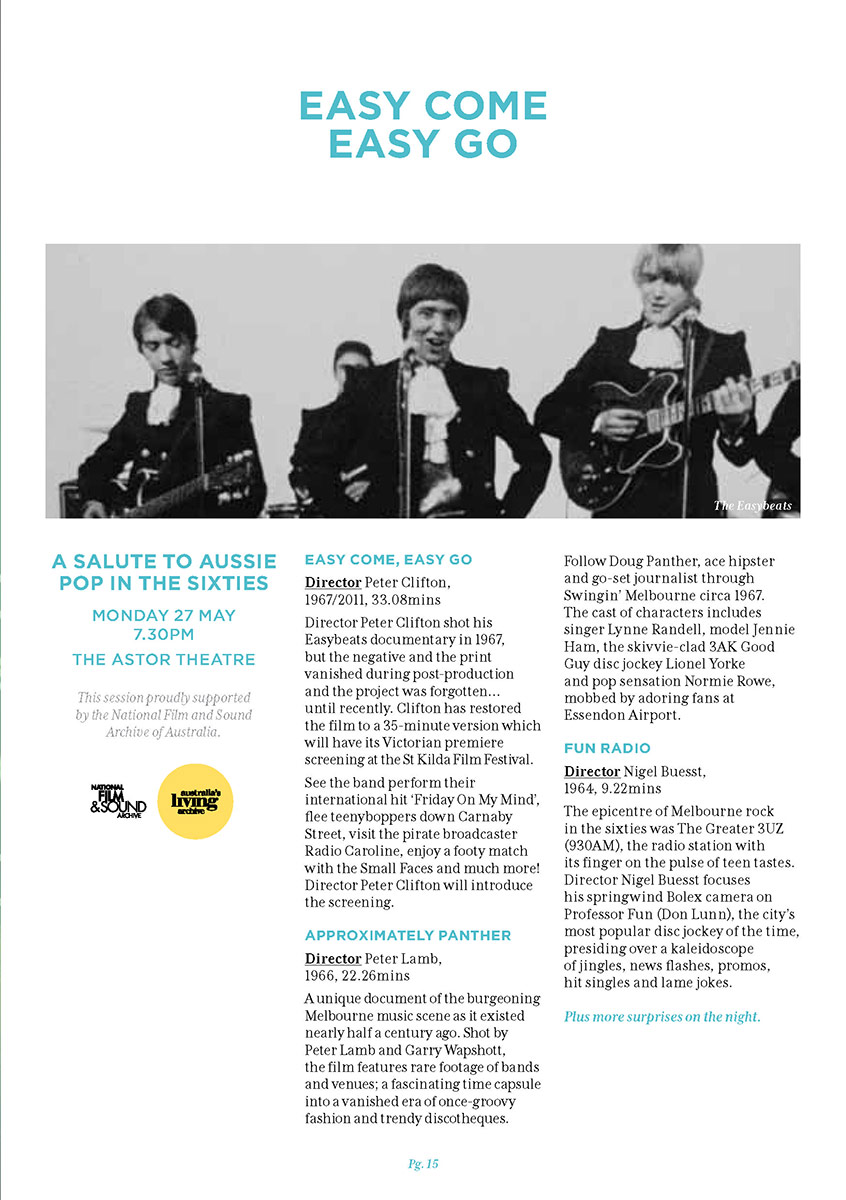 EASY COME
EASY GO
The Easybeats
A SALUTE TO AUSSIE
POP IN THE SIXTIES
MONDAY 27 MAY
7.30PM
THE ASTOR THEATRE
This session proudly supported
by the National Film and Sound
Archive of Australia.
NATIONAL
FILM
&SOUND
ARCHIVE
australia's
living
archive
EASY COME, EASY GO
Director Peter Clifton,
1967/2011, 33.08mins
Director Peter Clifton shot his
Easybeats documentary in 1967,
but the negative and the print
vanished during post-production
and the project was forgotten...
until recently. Clifton has restored
the film to a 35-minute version which
will have its Victorian premiere
screening at the St Kilda Film Festival.
See the band perform their
international hit ‘Friday On My Mind’,
flee teenyboppers down Carnaby
Street, visit the pirate broadcaster
Radio Caroline, enjoy a footy match
with the Small Faces and much more!
Director Peter Clifton will introduce
the screening.
APPROXIMATELY PANTHER
Director Peter Lamb,
1966, 22.26mins
A unique document of the burgeoning
Melbourne music scene as it existed
nearly half a century ago. Shot by
Peter Lamb and Garry Wapshott,
the film features rare footage of bands
and venues; a fascinating time capsule
into a vanished era of once-groovy
fashion and trendy discotheques.
Follow Doug Panther, ace hipster
and go-set journalist through
Swingin’ Melbourne circa 1967.
The cast of characters includes
singer Lynne Randell, model Jennie
Ham, the skivvie-clad 3AK Good
Guy disc jockey Lionel Yorke
and pop sensation Normie Rowe,
mobbed by adoring fans at
Essendon Airport.
FUN RADIO
Director Nigel Buesst,
1964, 9.22mins
The epicentre of Melbourne rock
in the sixties was The Greater 3UZ
(930AM), the radio station with
its finger on the pulse of teen tastes.
Director Nigel Buesst focuses
his springwind Bolex camera on
Professor Fun (Don Lunn), the city’s
most popular disc jockey of the time,
presiding over a kaleidoscope
of jingles, news flashes, promos,
hit singles and lame jokes.
Plus more surprises on the night.
Pg. 15